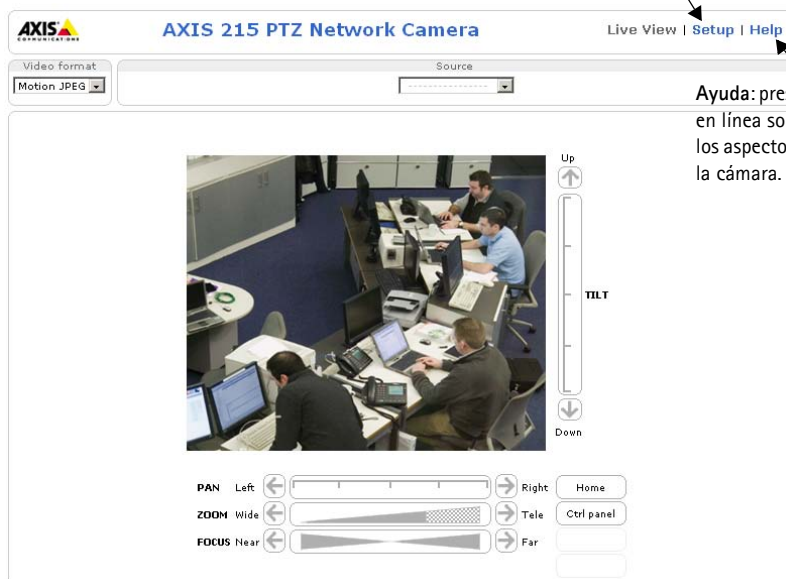 AXIS
COMMUNICATIONS
AXIS 215 PTZ Network Camera
Live View | Setup | Help
Video format
Motion JPEG
Source
Ayuda: pres
en línea so
los aspecto
la cámara.
Up
TILT
Down
PAN Left Right Home
ZOOM Wide Tele Ctrl panel
FOCUS Near Far